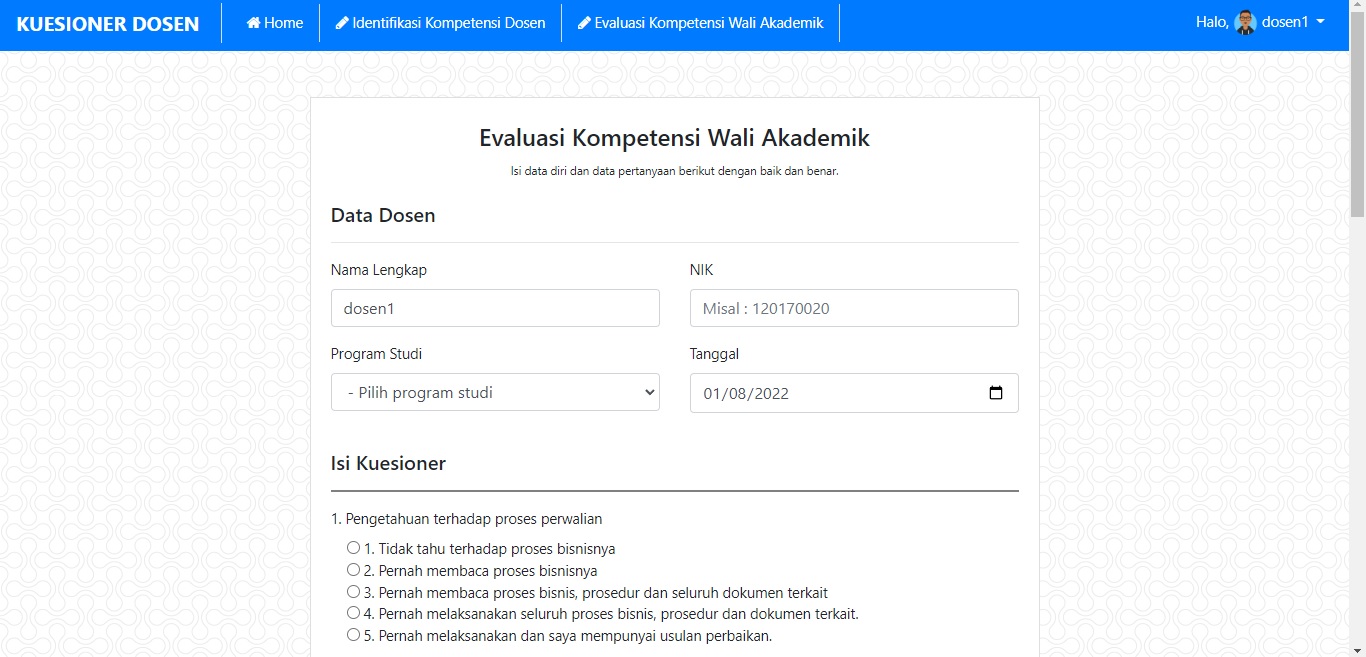 KUESIONER DOSEN Home Identifikasi Kompetensi Dosen Evaluasi Kompetensi Wali Akademik Halo, dosen1
Evaluasi Kompetensi Wali Akademik
Isi data diri dan data pertanyaan berikut dengan baik dan benar.
Data Dosen
Nama Lengkap NIK
dosen1 Misal : 120170020
Program Studi Tanggal
- Pilih program studi 01/08/2022
Isi Kuesioner
1. Pengetahuan terhadap proses perwalian
1. Tidak tahu terhadap proses bisnisnya
2. Pernah membaca proses bisnisnya
3. Pernah membaca proses bisnis, prosedur dan seluruh dokumen terkait
4. Pernah melaksanakan seluruh proses bisnis, prosedur dan dokumen terkait.
5. Pernah melaksanakan dan saya mempunyai usulan perbaikan.